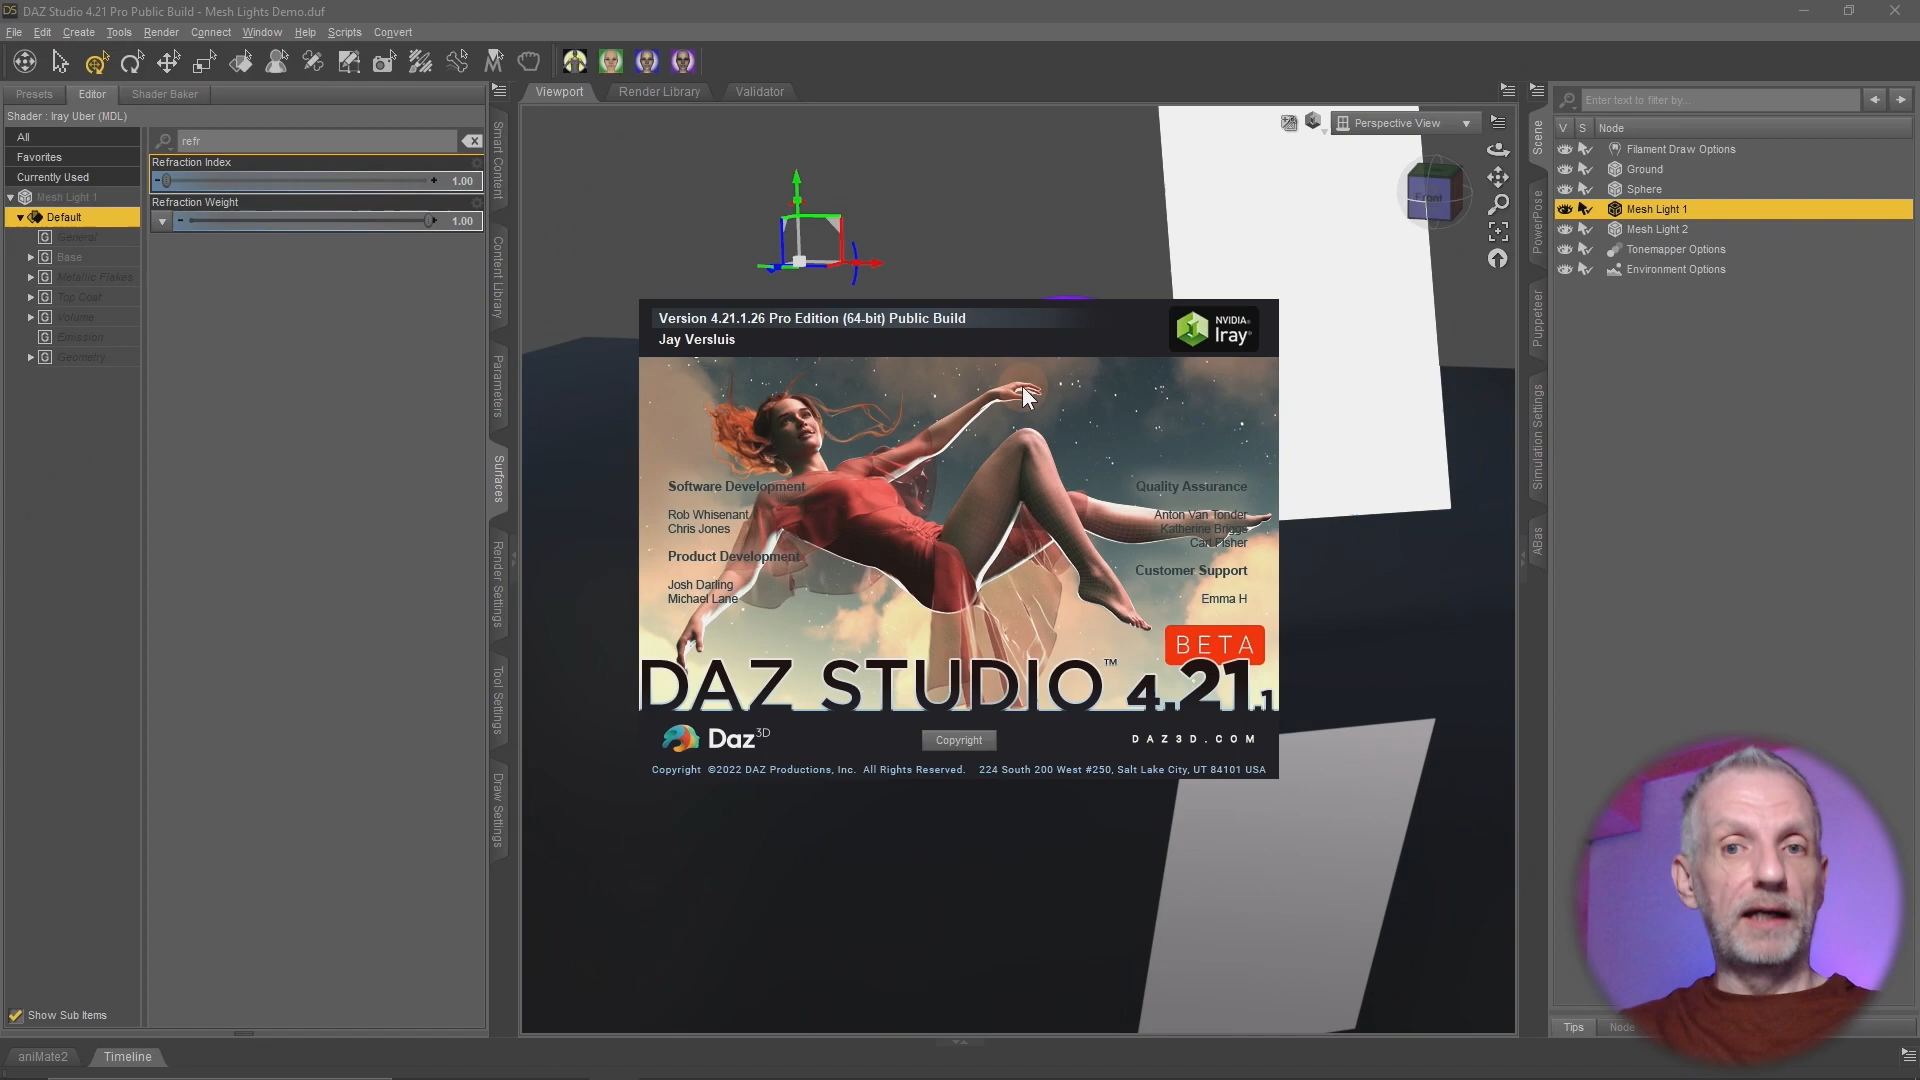 DS DAZ Studio 4.21 Pro Public Build - Mesh Lights Demo.duf
File Edit Create Tools Render Connect Window Help Scripts Convert
Presets Editor Shader Baker
Viewport Render Library Validator
Shader : Iray Uber (MDL)
All
Favorites
Currently Used
Mesh Light 1
Default
G General
G Base
G Metallic Flakes
G Top Coat
G Volume
G Emission
G Geometry
Show Sub Items
refr
Refraction Index
1.00
Refraction Weight
1.00
Smart Content
Content Library
Parameters
Surfaces
Render Settings
Tool Settings
Draw Settings
Perspective View
Front
Version 4.21.1.26 Pro Edition (64-bit) Public Build
Jay Versluis
NVIDIA®
Iray®
Software Development
Rob Whisenant
Chris Jones
Product Development
Josh Darling
Michael Lane
Quality Assurance
Anton Van Tonder
Katherine Briggs
Carl Fisher
Customer Support
Emma H
BETA
DAZ STUDIO™ 4.21.1
Daz3D
Copyright
DAZ3D.COM
Copyright ©2022 DAZ Productions, Inc. All Rights Reserved. 224 South 200 West #250, Salt Lake City, UT 84101 USA
Scene
PowerPose
Puppeteer
Simulation Settings
ABas
Enter text to filter by...
V S Node
Filament Draw Options
Ground
Sphere
Mesh Light 1
Mesh Light 2
Tonemapper Options
Environment Options
Tips Node
aniMate2 Timeline